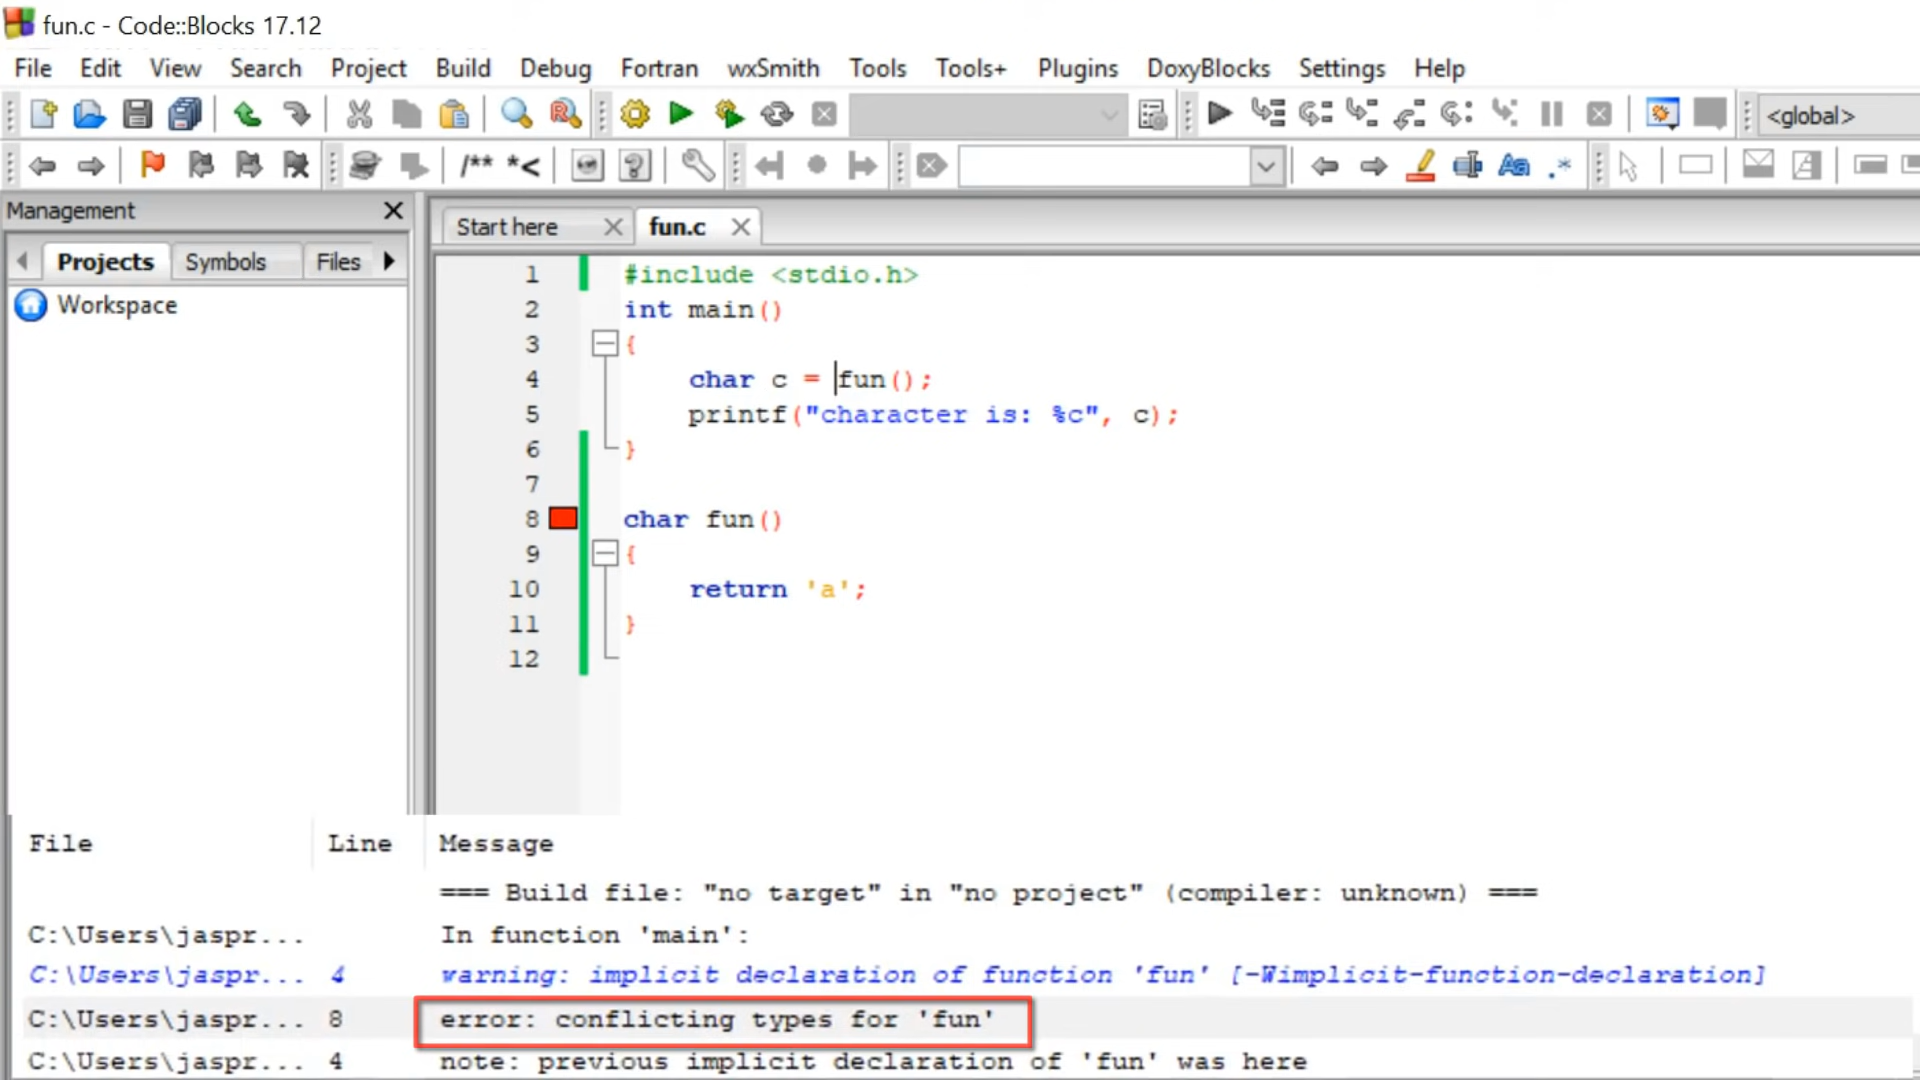 fun.c - Code::Blocks 17.12
File Edit View Search Project Build Debug Fortran wxSmith Tools Tools+ Plugins DoxyBlocks Settings Help
<global>
/** *<
Management
Start here fun.c
Projects Symbols Files
Workspace
1 #include <stdio.h>
2 int main()
3 {
4 char c = fun();
5 printf("character is: %c", c);
6 }
7
8 char fun()
9 {
10 return 'a';
11 }
12
File Line Message
=== Build file: "no target" in "no project" (compiler: unknown) ===
C:\Users\jaspr... In function 'main':
C:\Users\jaspr... 4 warning: implicit declaration of function 'fun' [-Wimplicit-function-declaration]
C:\Users\jaspr... 8 error: conflicting types for 'fun'
C:\Users\jaspr... 4 note: previous implicit declaration of 'fun' was here